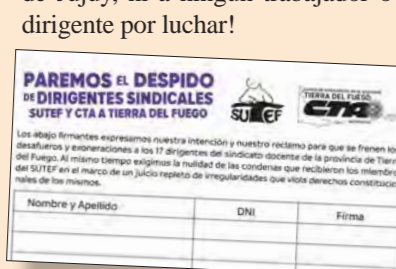 de Jujuy, ni a ningún trabajador o
dirigente por luchar!
PAREMOS EL DESPIDO
DE DIRIGENTES SINDICALES
SUTEF Y CTA A TIERRA DEL FUEGO
SUTEF
TIERRA DEL FUEGO
CTA
Los abajo firmantes expresamos nuestra intención y nuestro reclamo para que se frenen los
desafueros y exoneraciones a los 17 dirigentes del sindicato docente de la provincia de Tierra
del Fuego. Al mismo tiempo exigimos la nulidad de las condenas que recibieron los miembros
del SUTEF en el marco de un juicio repleto de irregularidades que viola derechos constitucio-
nales de los mismos.
Nombre y Apellido
DNI
Firma